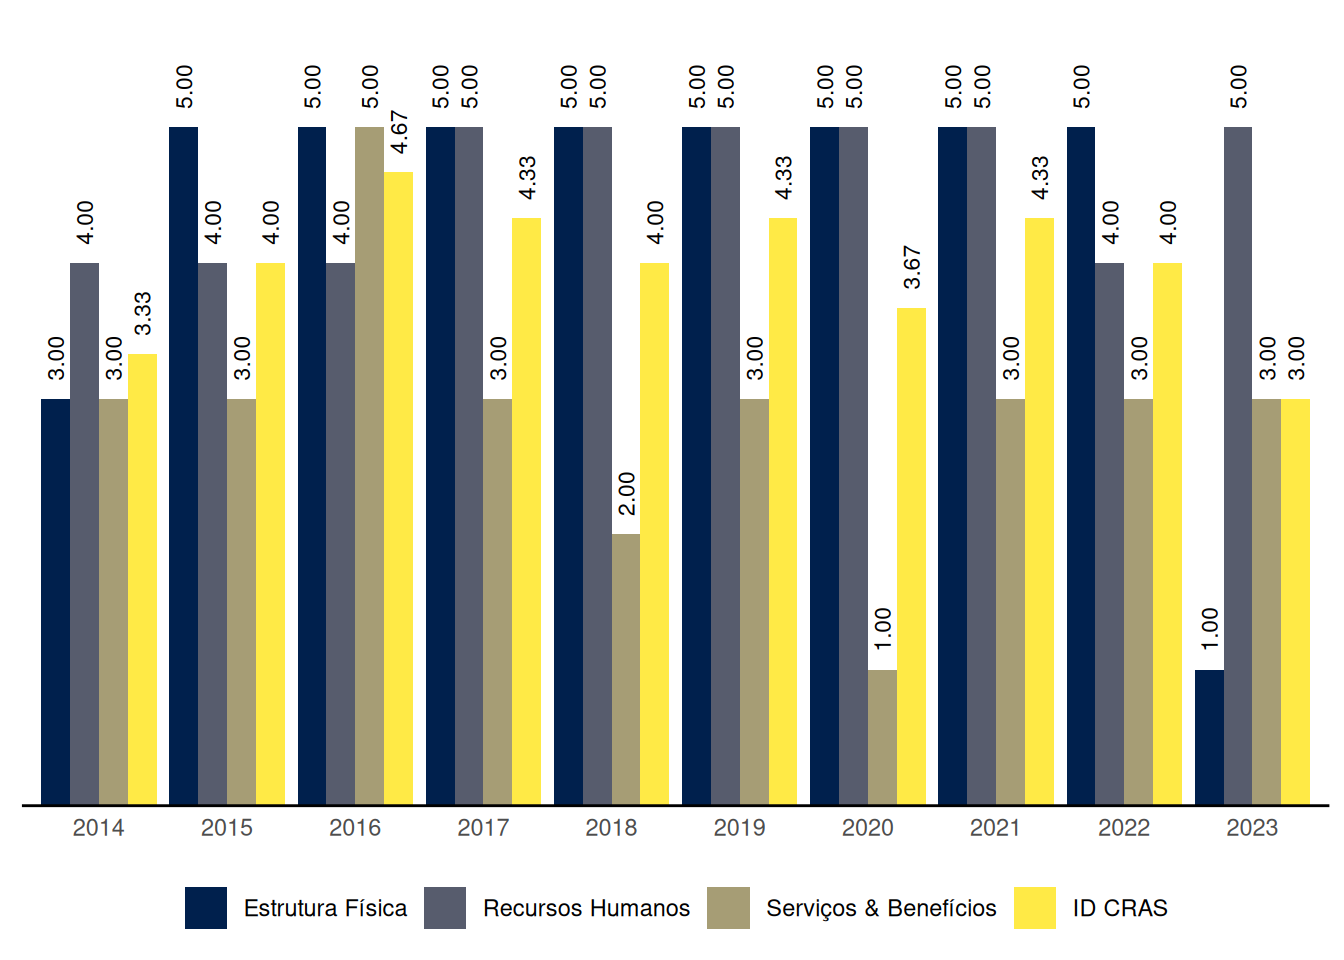 5.00 5.00 5.00 5.00 5.00 5.00 5.00 5.00 5.00 5.00 5.00 5.00 5.00 5.00 5.00
4.67
4.33 4.33 4.33
4.00 4.00 4.00 4.00 4.00 4.00 4.00
3.67
3.33
3.00 3.00 3.00 3.00 3.00 3.00 3.00 3.00 3.00
2.00
1.00 1.00
2014 2015 2016 2017 2018 2019 2020 2021 2022 2023
Estrutura Física Recursos Humanos Serviços & Benefícios ID CRAS